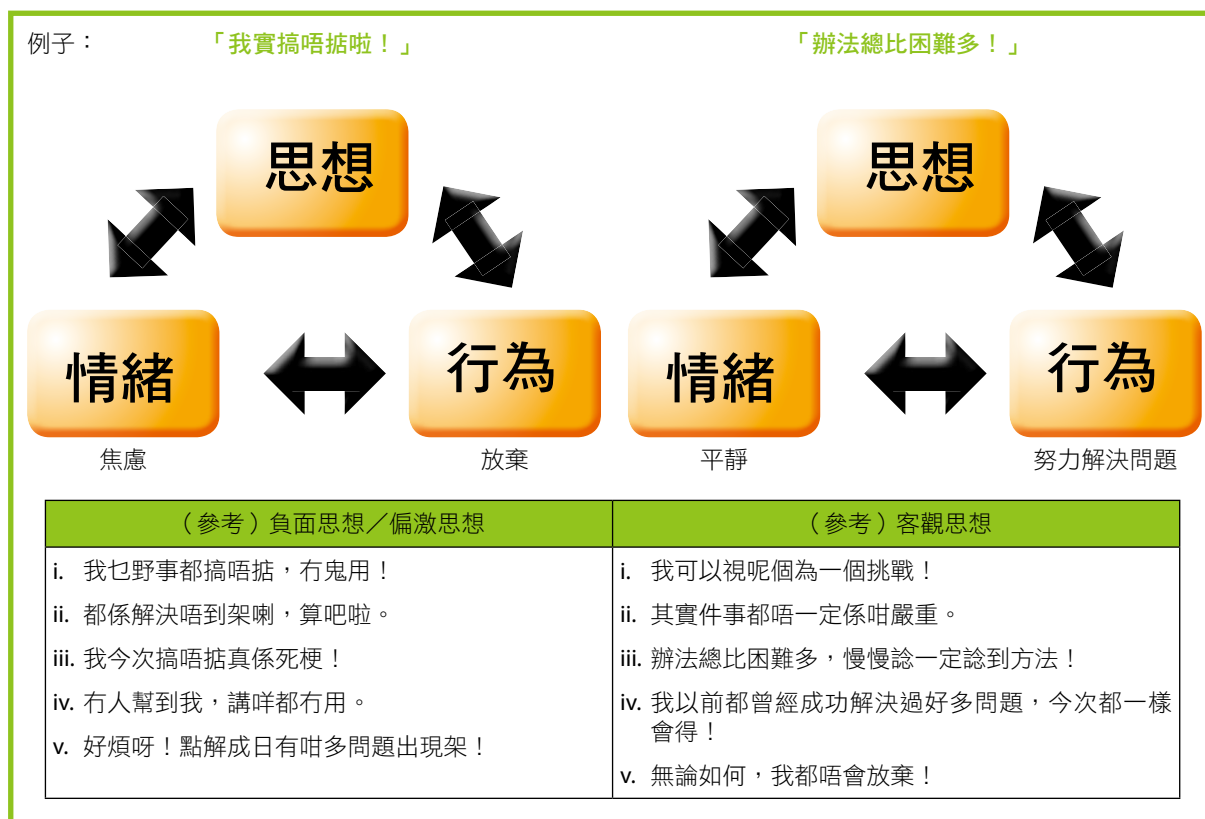 例子：
「我實搞唔掂啦！」
「辦法總比困難多！」
思想
情緒
行為
焦慮
放棄
思想
情緒
行為
平靜
努力解決問題
（參考）負面思想／偏激思想
i. 我乜野事都搞唔掂，冇鬼用！
ii. 都係解決唔到架喇，算吧啦。
iii. 我今次搞唔掂真係死梗！
iv. 冇人幫到我，講咩都冇用。
v. 好煩呀！點解成日有咁多問題出現架！
（參考）客觀思想
i. 我可以視呢個為一個挑戰！
ii. 其實件事都唔一定係咁嚴重。
iii. 辦法總比困難多，慢慢諗一定諗到方法！
iv. 我以前都曾經成功解決過好多問題，今次都一樣
會得！
v. 無論如何，我都唔會放棄！